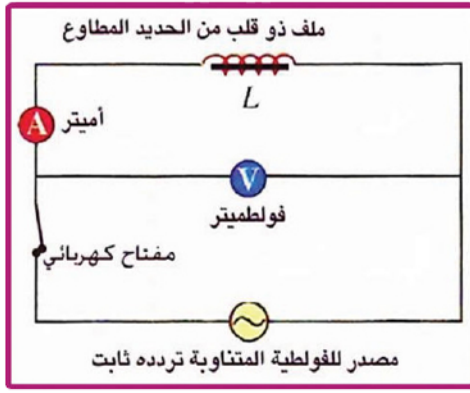 ملف ذو قلب من الحديد المطاوع
L
A
أميتر
V
فولطميتر
مفتاح كهربائي
مصدر للفولطية المتناوبة تردده ثابت